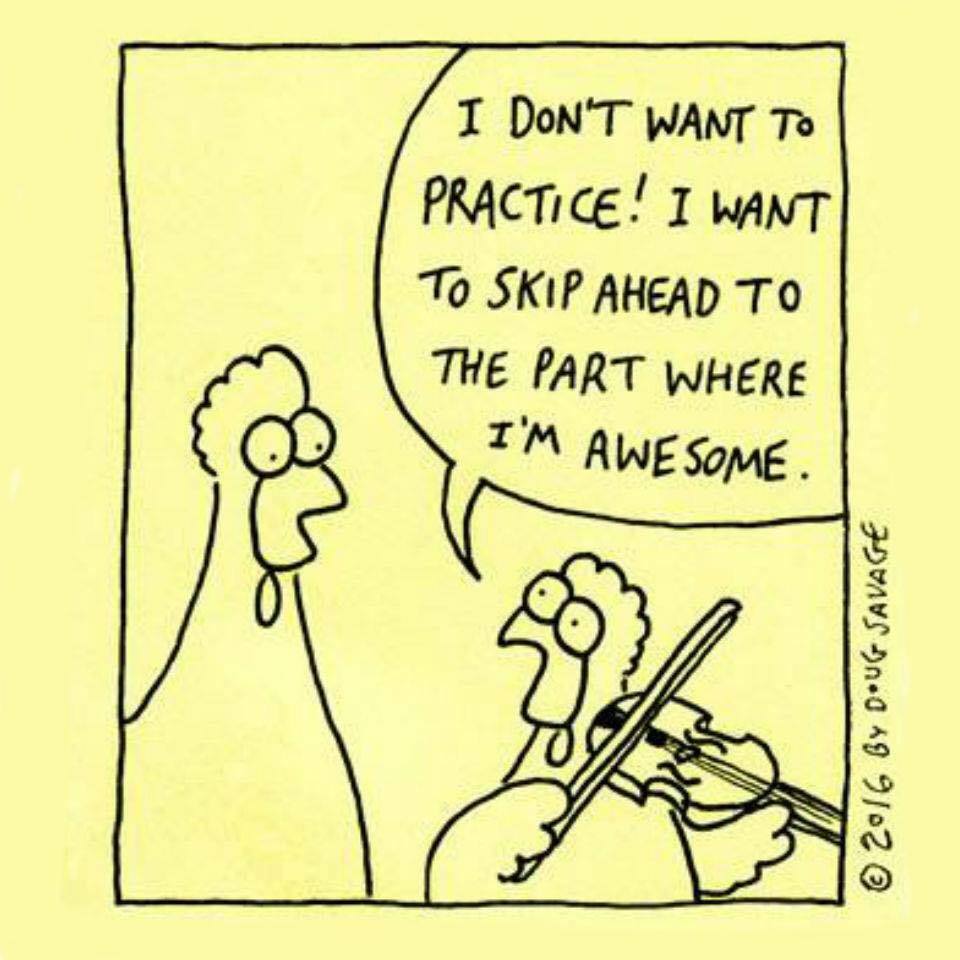 I DON'T WANT TO
PRACTICE! I WANT
TO SKIP AHEAD TO
THE PART WHERE
I'M AWESOME.
© 2016 BY DOUG SAVAGE